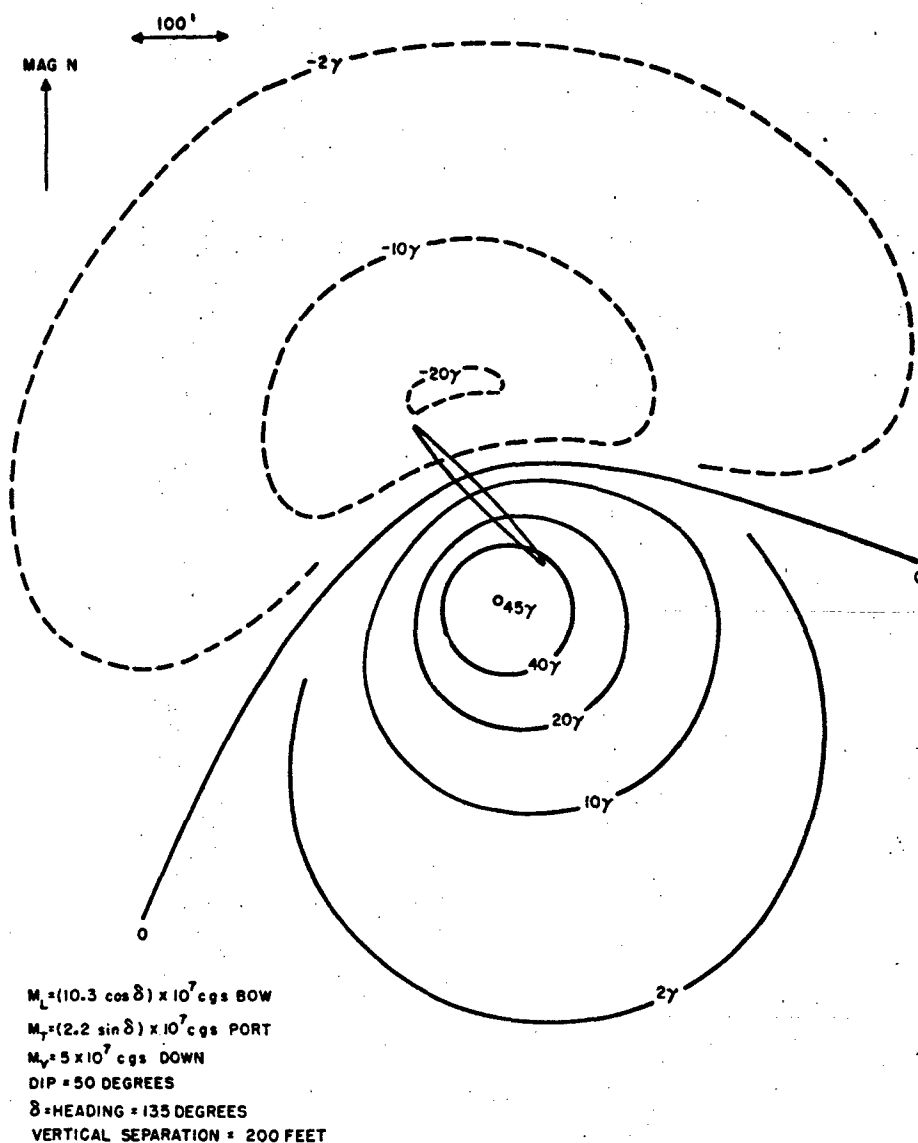 100'
MAG N
-2γ
-10γ
-20γ
45γ
40γ
20γ
10γ
2γ
0
0
M_L=(10.3 cos δ) x 10^7 cgs BOW
M_T=(2.2 sin δ) x 10^7 cgs PORT
M_V=5 x 10^7 cgs DOWN
DIP = 50 DEGREES
δ=HEADING = 135 DEGREES
VERTICAL SEPARATION = 200 FEET